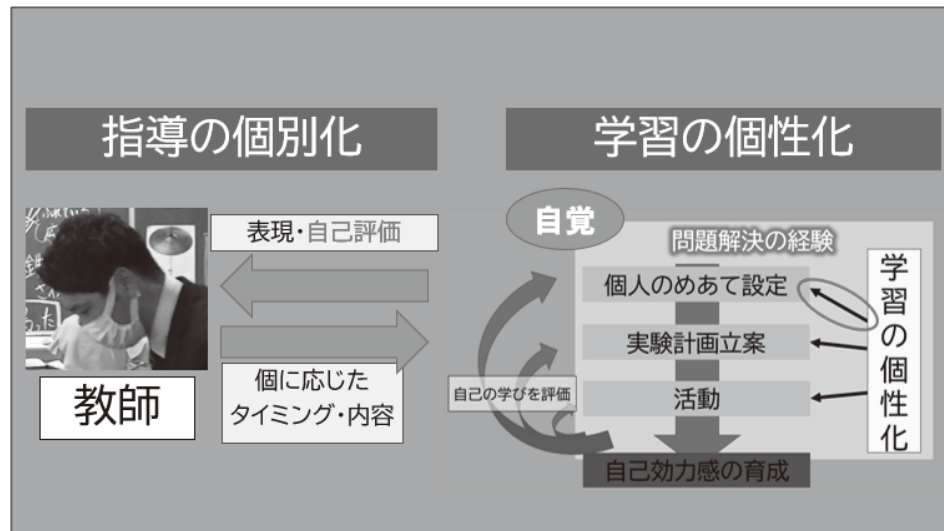 指導の個別化
学習の個性化
表現・自己評価
教師
個に応じた
タイミング・内容
自覚
問題解決の経験
個人のめあて設定
実験計画立案
活動
自己の学びを評価
学習の個性化
自己効力感の育成